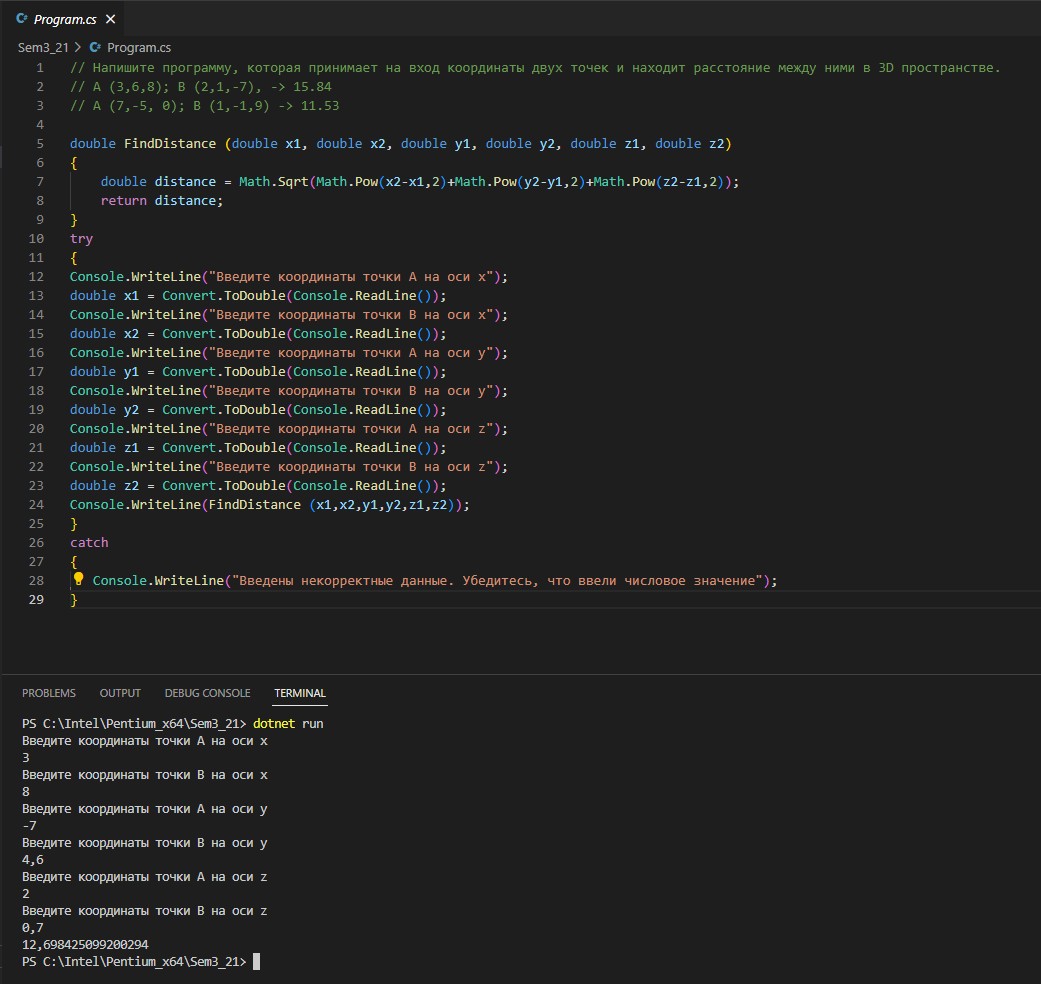 Program.cs
Sem3_21 > Program.cs
1 // Напишите программу, которая принимает на вход координаты двух точек и находит расстояние между ними в 3D пространстве.
2 // A (3,6,8); B (2,1,-7), -> 15.84
3 // A (7,-5, 0); B (1,-1,9) -> 11.53
4
5 double FindDistance (double x1, double x2, double y1, double y2, double z1, double z2)
6 {
7     double distance = Math.Sqrt(Math.Pow(x2-x1,2)+Math.Pow(y2-y1,2)+Math.Pow(z2-z1,2));
8     return distance;
9 }
10 try
11 {
12 Console.WriteLine("Введите координаты точки A на оси x");
13 double x1 = Convert.ToDouble(Console.ReadLine());
14 Console.WriteLine("Введите координаты точки B на оси x");
15 double x2 = Convert.ToDouble(Console.ReadLine());
16 Console.WriteLine("Введите координаты точки A на оси y");
17 double y1 = Convert.ToDouble(Console.ReadLine());
18 Console.WriteLine("Введите координаты точки B на оси y");
19 double y2 = Convert.ToDouble(Console.ReadLine());
20 Console.WriteLine("Введите координаты точки A на оси z");
21 double z1 = Convert.ToDouble(Console.ReadLine());
22 Console.WriteLine("Введите координаты точки B на оси z");
23 double z2 = Convert.ToDouble(Console.ReadLine());
24 Console.WriteLine(FindDistance (x1,x2,y1,y2,z1,z2));
25 }
26 catch
27 {
28    Console.WriteLine("Введены некорректные данные. Убедитесь, что ввели числовое значение");
29 }
PROBLEMS OUTPUT DEBUG CONSOLE TERMINAL
PS C:\Intel\Pentium_x64\Sem3_21> dotnet run
Введите координаты точки A на оси x
3
Введите координаты точки B на оси x
8
Введите координаты точки A на оси y
-7
Введите координаты точки B на оси y
4,6
Введите координаты точки A на оси z
2
Введите координаты точки B на оси z
0,7
12,698425099200294
PS C:\Intel\Pentium_x64\Sem3_21>